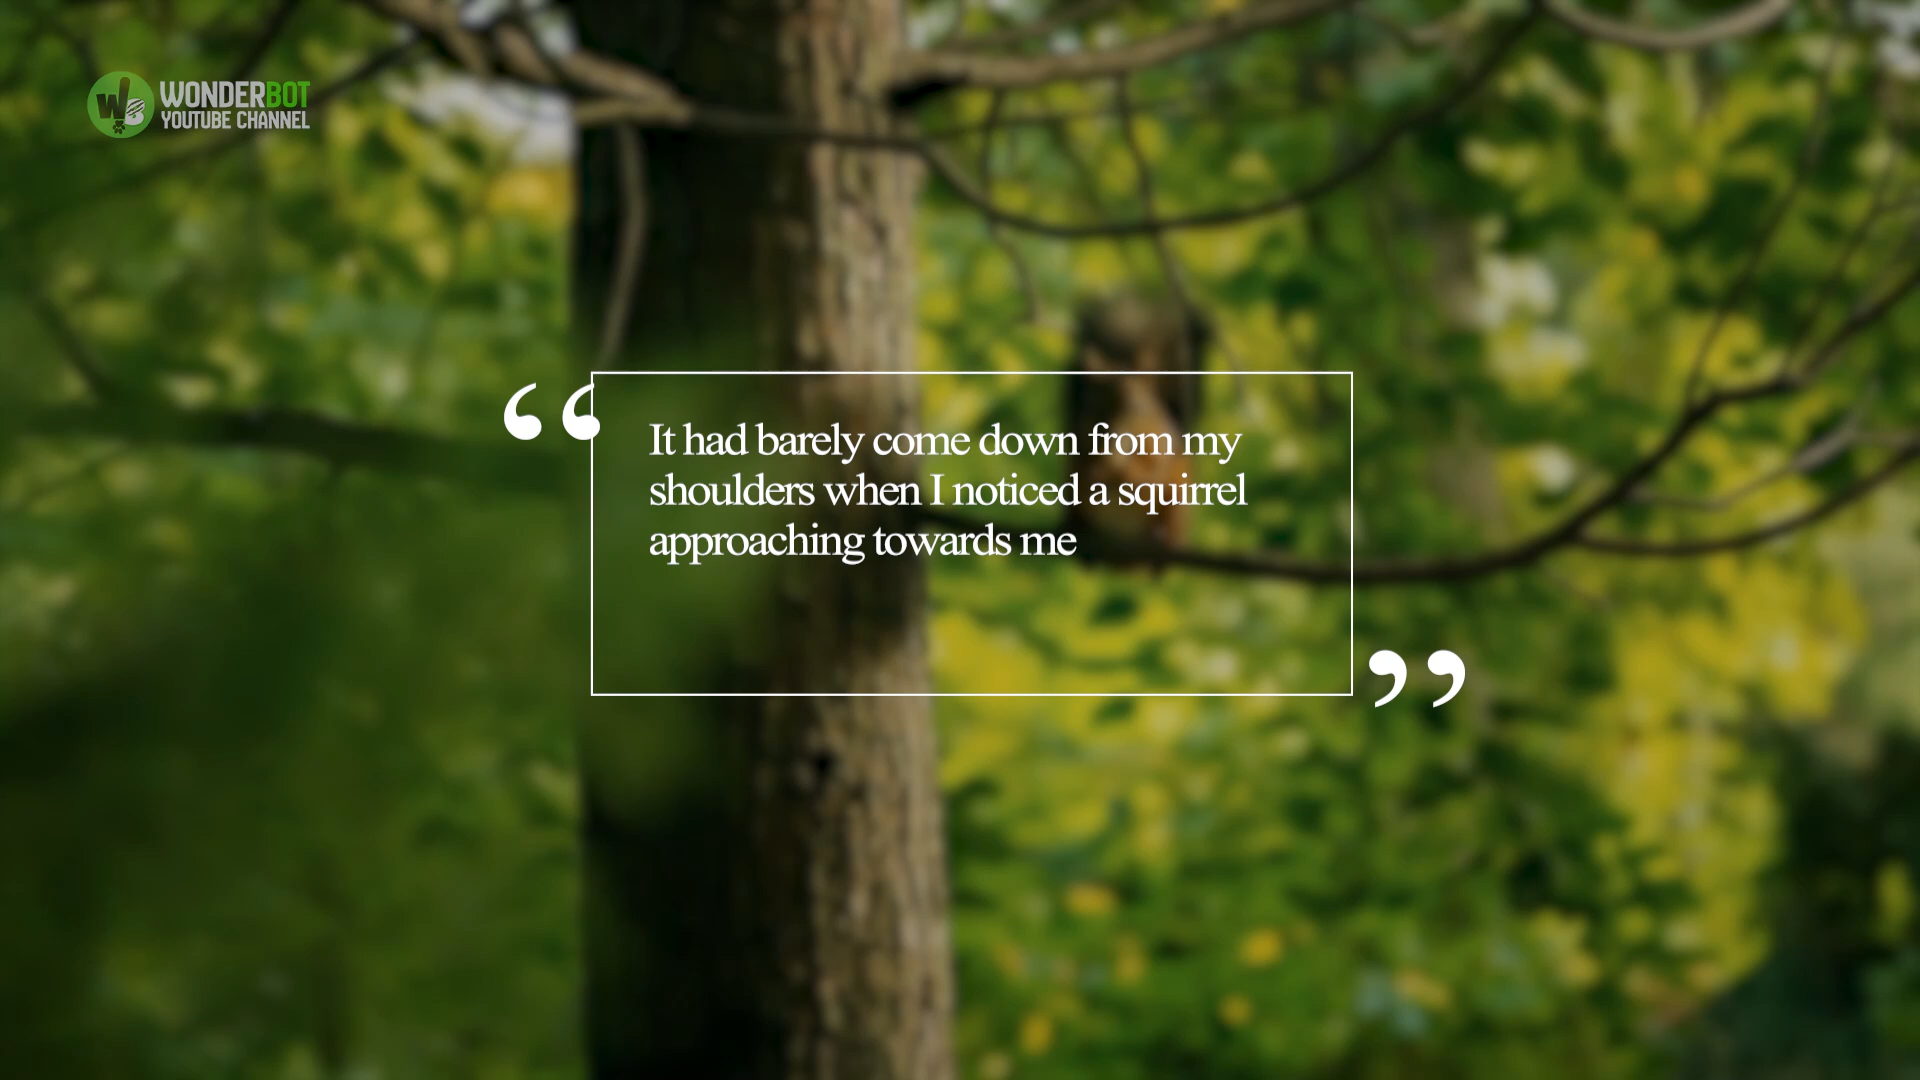 WONDERBOT
YOUTUBE CHANNEL
“
It had barely come down from my
shoulders when I noticed a squirrel
approaching towards me
”